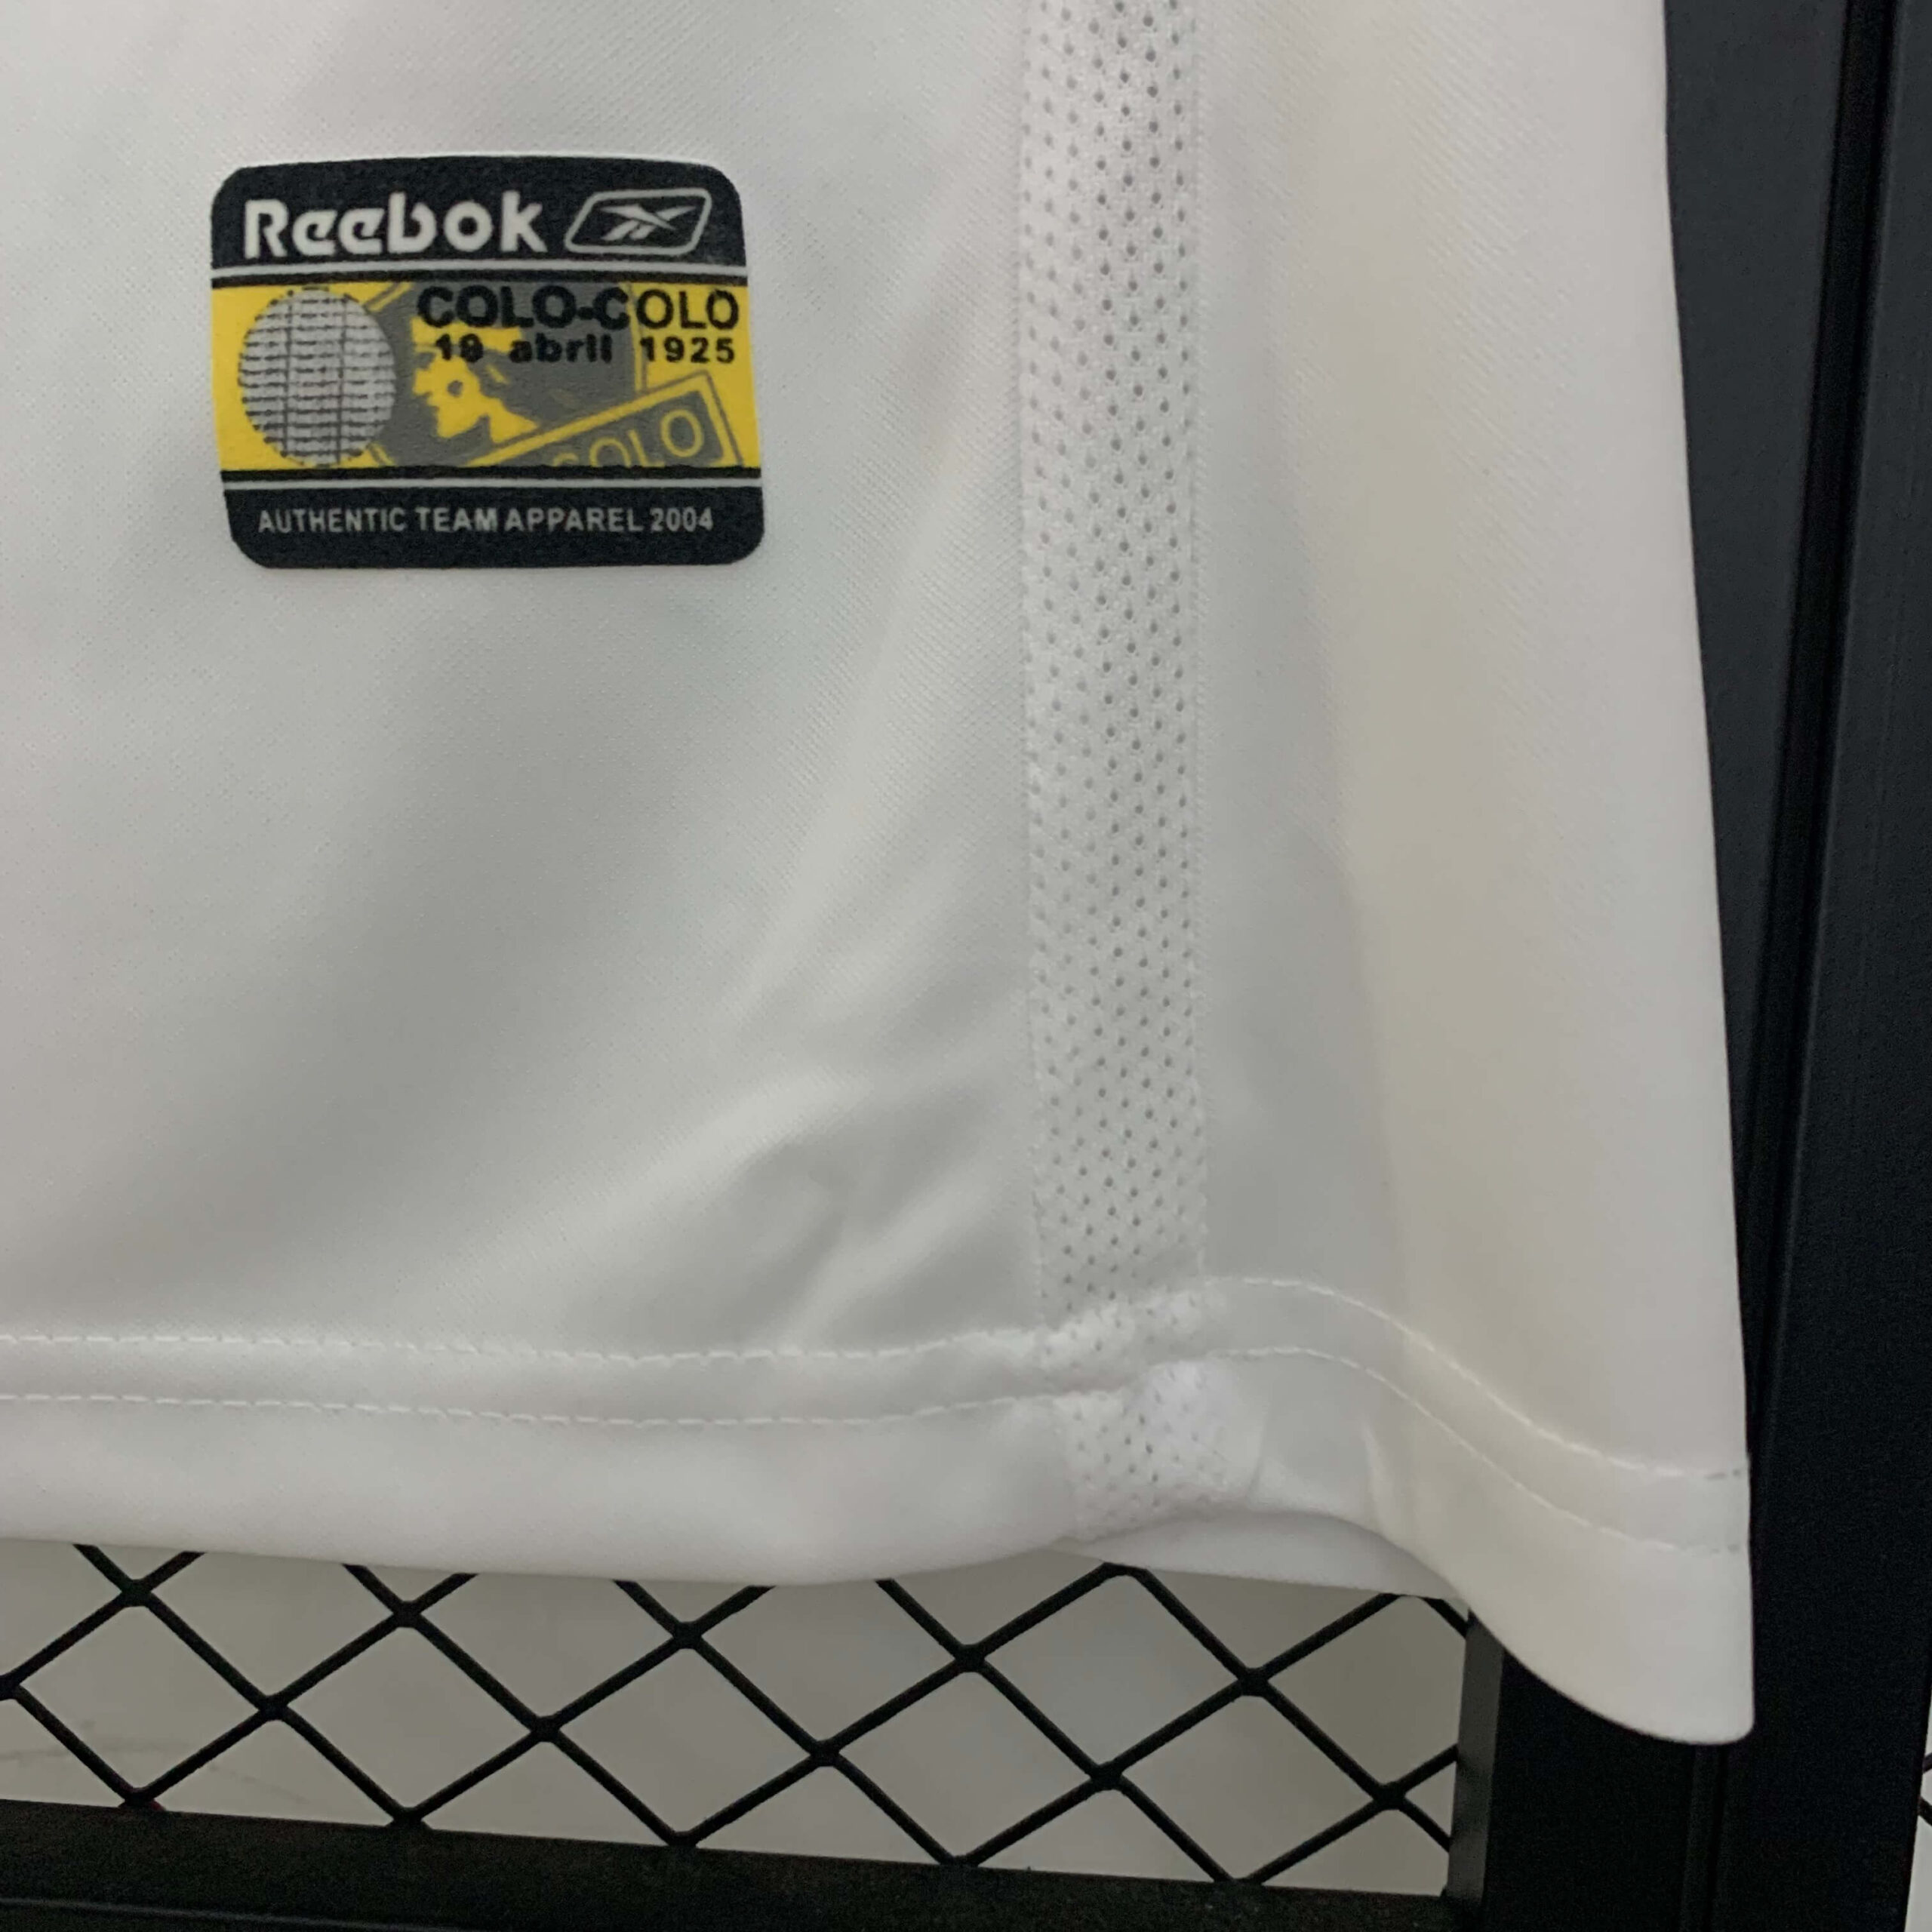 Reebok
COLO-COLO
19 abril 1925
COLO
AUTHENTIC TEAM APPAREL 2004